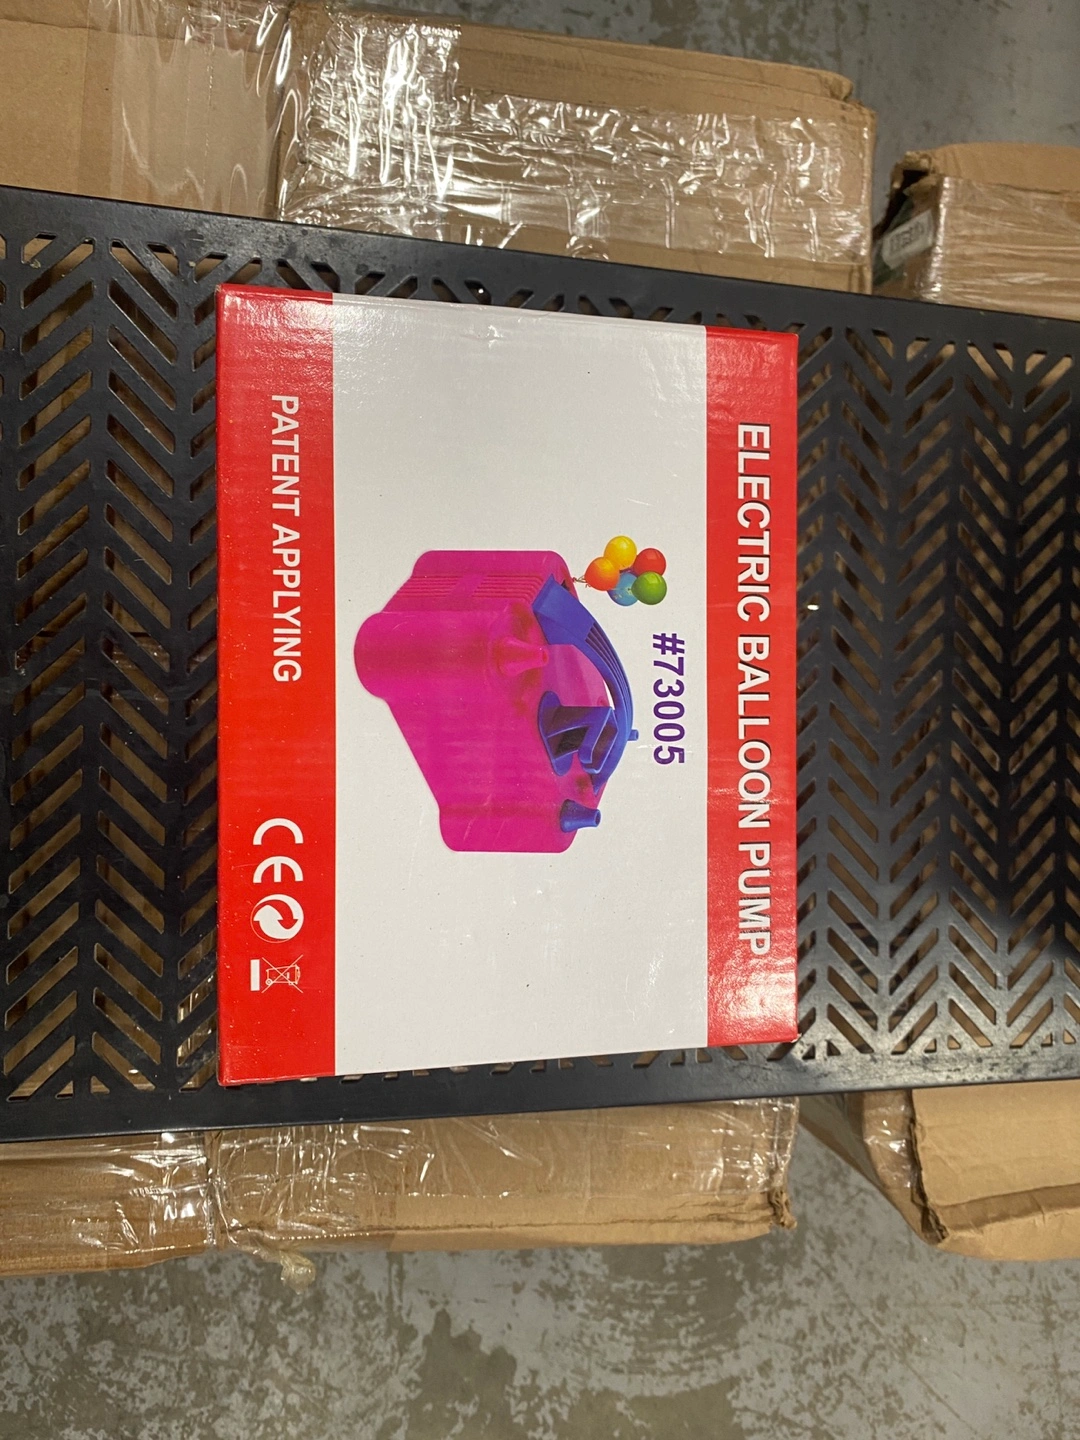 ELECTRIC BALLOON PUMP
#73005
PATENT APPLYING
CE